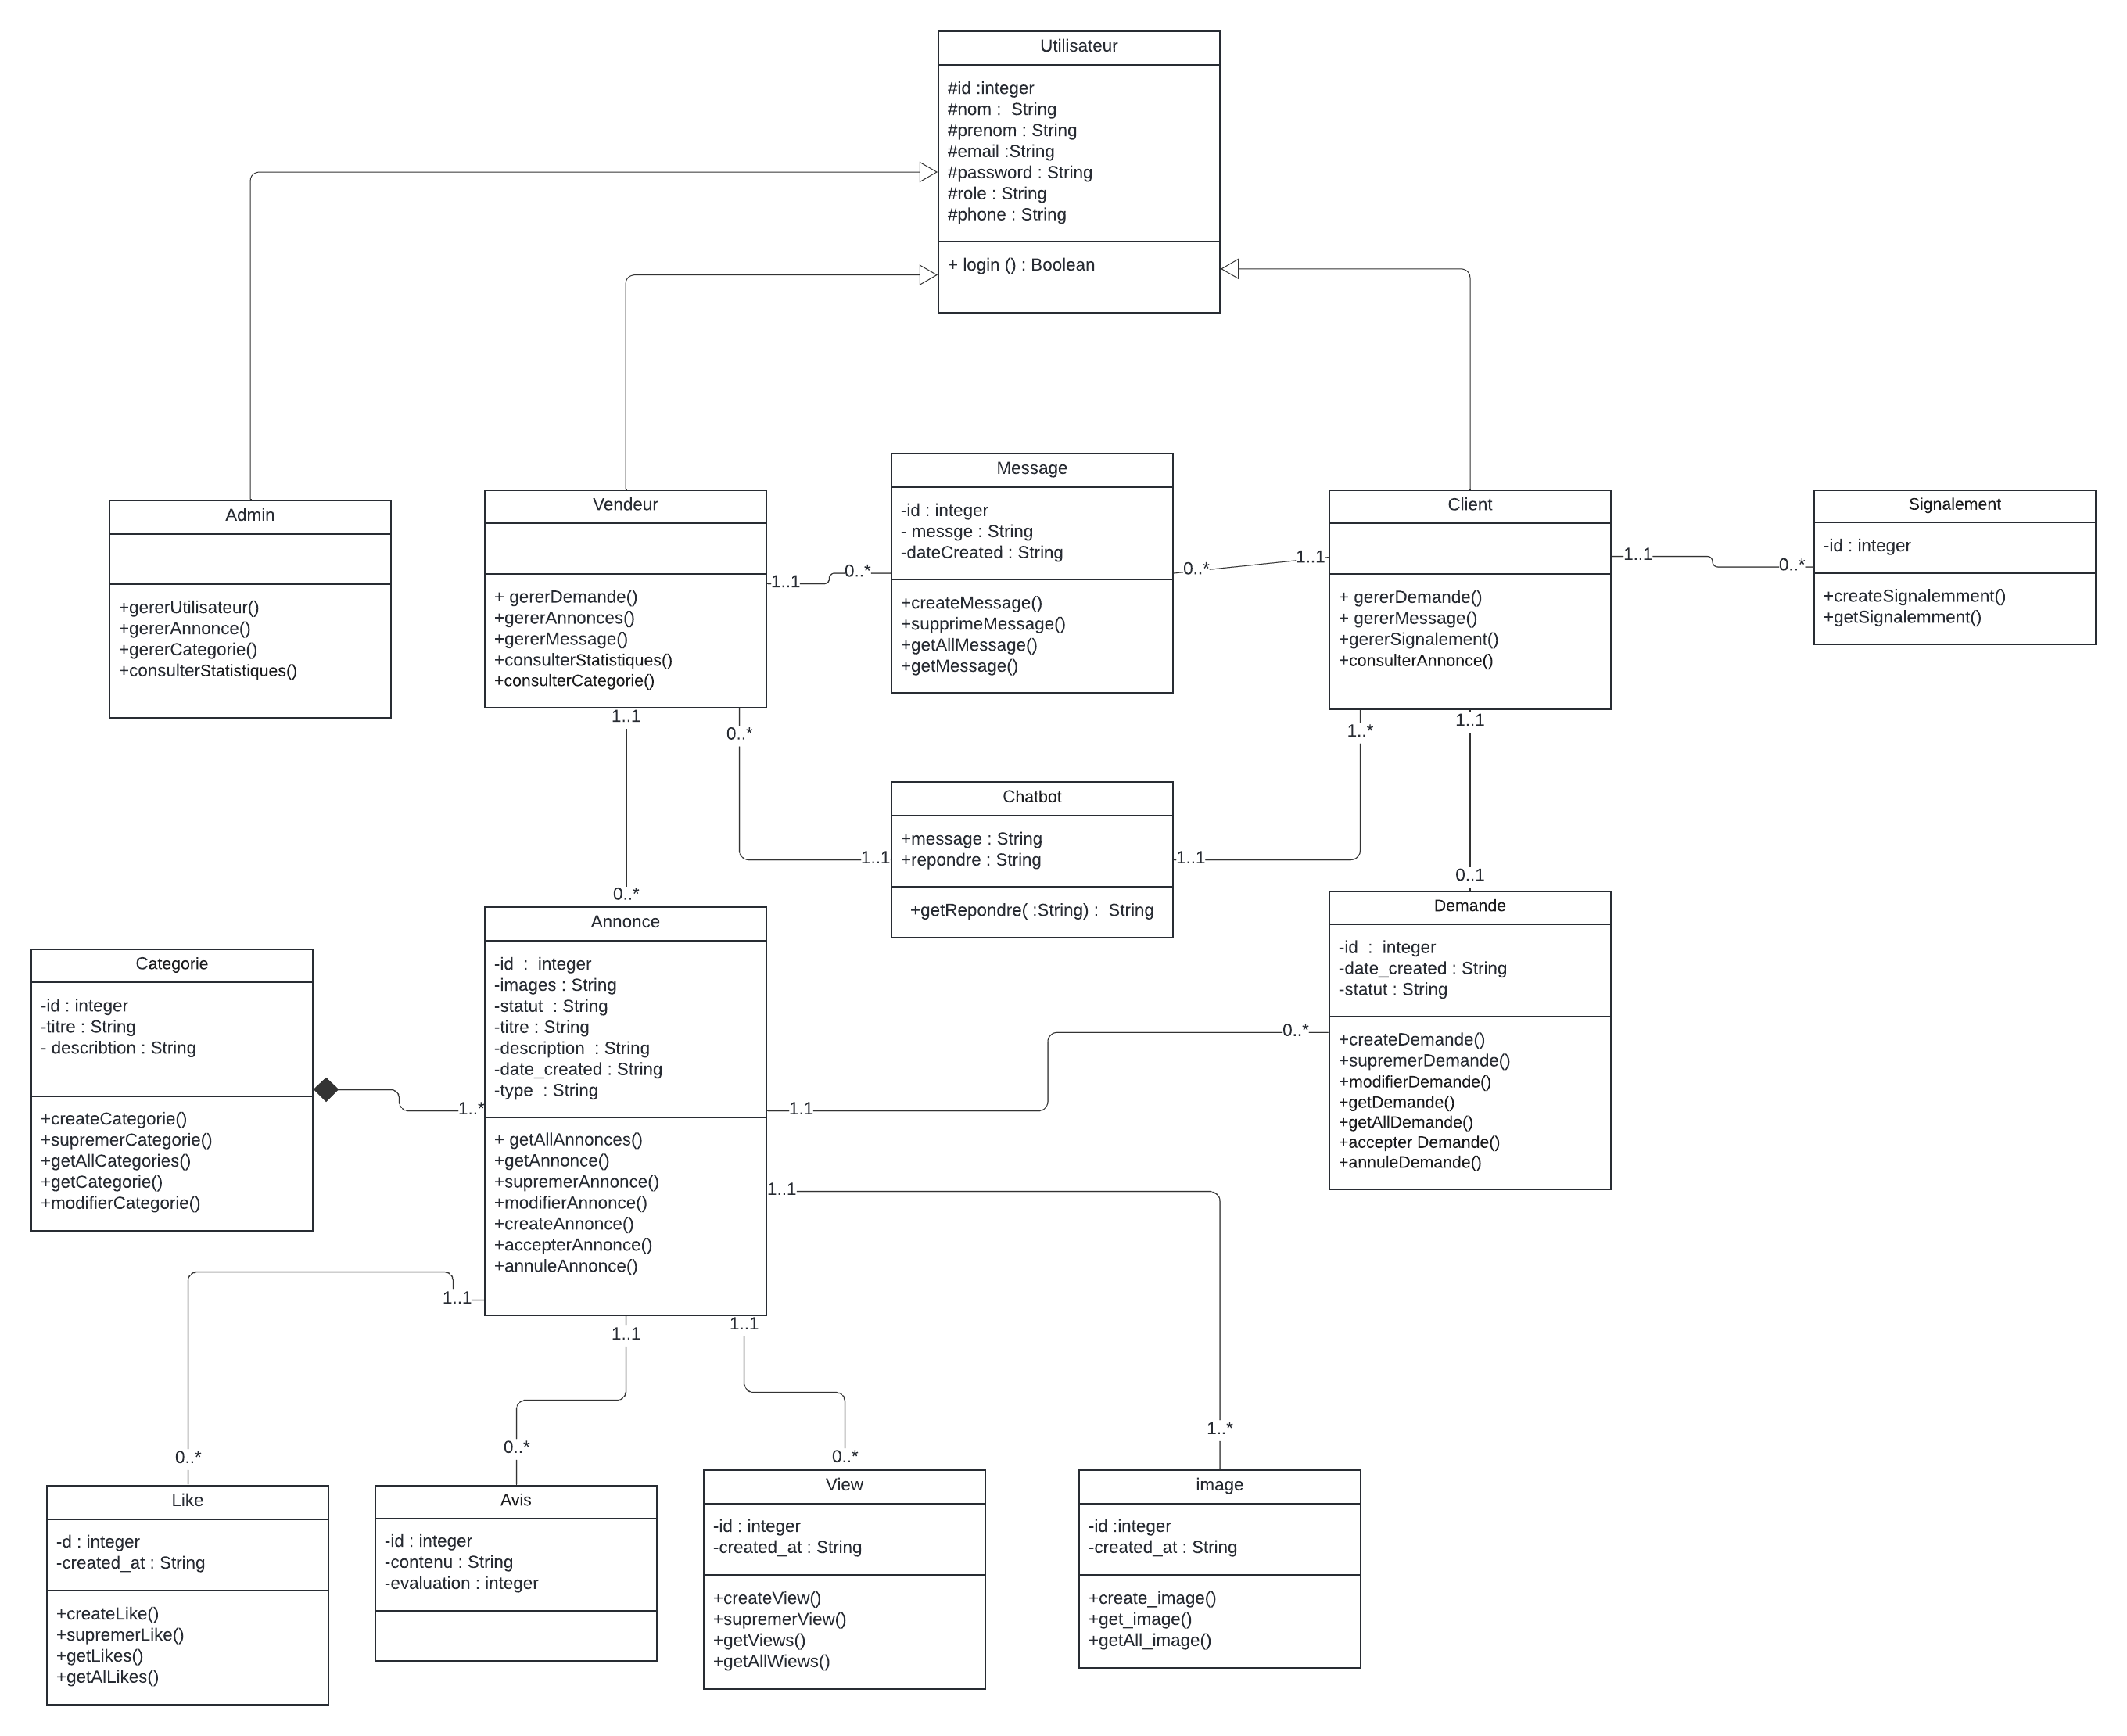 Utilisateur
#id :integer
#nom :  String
#prenom : String
#email :String
#password : String
#role : String
#phone : String
+ login () : Boolean
Admin
+gererUtilisateur()
+gererAnnonce()
+gererCategorie()
+consulterStatistiques()
Vendeur
+ gererDemande()
+gererAnnonces()
+gererMessage()
+consulterStatistiques()
+consulterCategorie()
1..1
0..*
Message
-id : integer
- messge : String
-dateCreated : String
+createMessage()
+supprimeMessage()
+getAllMessage()
+getMessage()
0..*
1..1
Client
+ gererDemande()
+ gererMessage()
+gererSignalement()
+consulterAnnonce()
1..1
0..*
Signalement
-id : integer
+createSignalemment()
+getSignalemment()
1..1
0..*
0..*
1..1
Chatbot
+message : String
+repondre : String
+getRepondre( :String) :  String
1..1
1..*
1..1
0..1
Demande
-id  :  integer
-date_created : String
-statut : String
+createDemande()
+supremerDemande()
+modifierDemande()
+getDemande()
+getAllDemande()
+accepter Demande()
+annuleDemande()
Categorie
-id : integer
-titre : String
- describtion : String
+createCategorie()
+supremerCategorie()
+getAllCategories()
+getCategorie()
+modifierCategorie()
1..*
Annonce
-id  :  integer
-images : String
-statut  : String
-titre : String
-description  : String
-date_created : String
-type  : String
+ getAllAnnonces()
+getAnnonce()
+supremerAnnonce()
+modifierAnnonce()
+createAnnonce()
+accepterAnnonce()
+annuleAnnonce()
1.1
0..*
1..1
1..*
1..1
0..*
1..1
0..*
1..1
0..*
Like
-d : integer
-created_at : String
+createLike()
+supremerLike()
+getLikes()
+getAlLikes()
Avis
-id : integer
-contenu : String
-evaluation : integer
View
-id : integer
-created_at : String
+createView()
+supremerView()
+getViews()
+getAllWiews()
image
-id :integer
-created_at : String
+create_image()
+get_image()
+getAll_image()